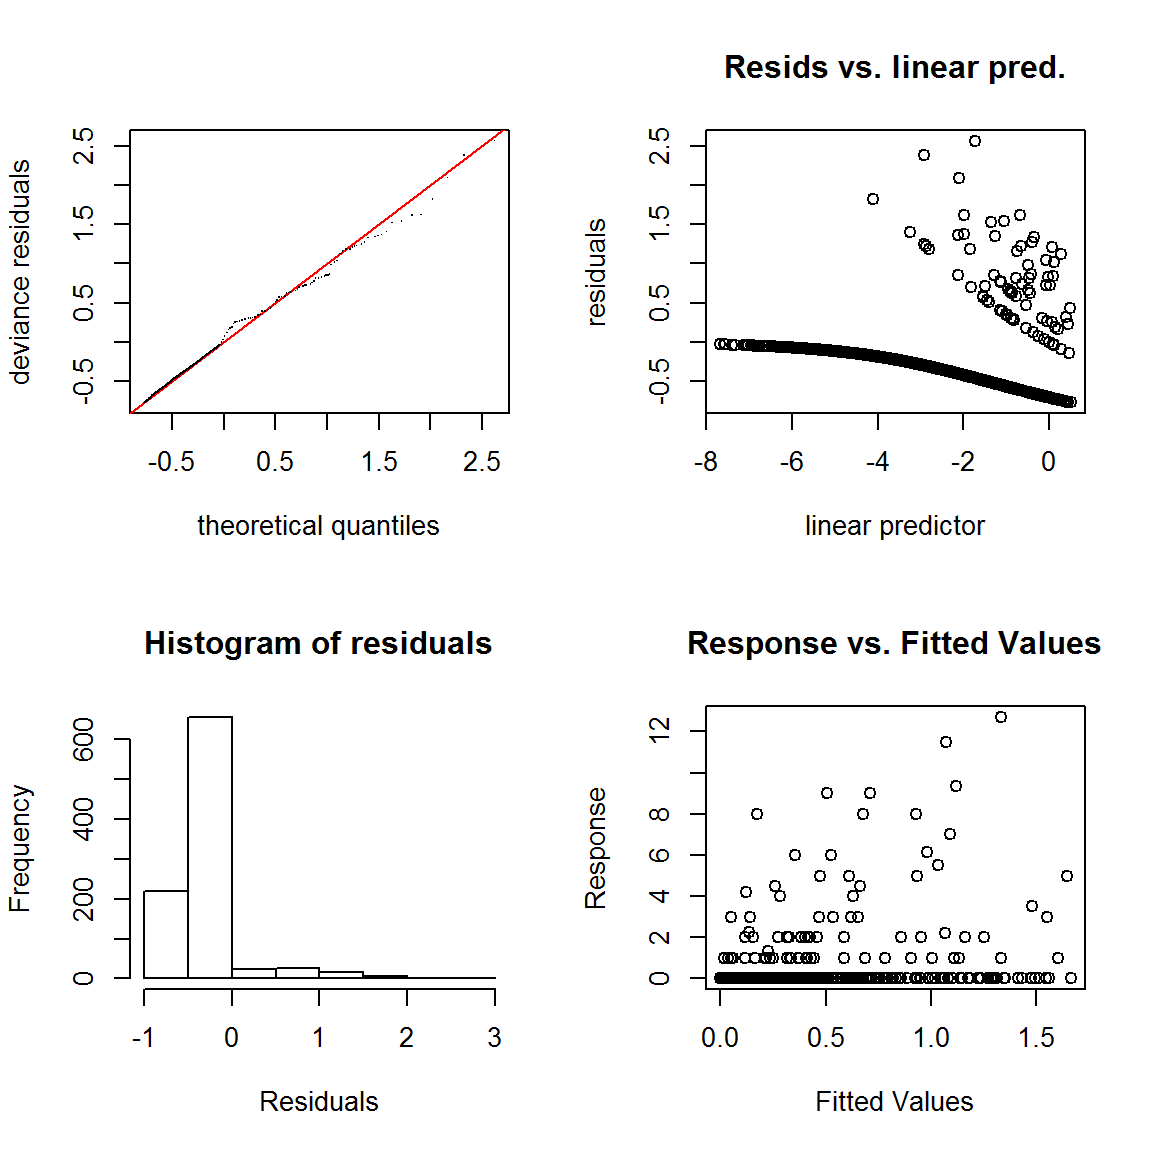 deviance residuals
-0.5 0.5 1.5 2.5
-0.5 0.5 1.5 2.5
theoretical quantiles
Resids vs. linear pred.
residuals
-0.5 0.5 1.5 2.5
-8 -6 -4 -2 0
linear predictor
Histogram of residuals
Frequency
0 200 400 600
-1 0 1 2 3
Residuals
Response vs. Fitted Values
Response
0 2 4 6 8 12
0.0 0.5 1.0 1.5
Fitted Values